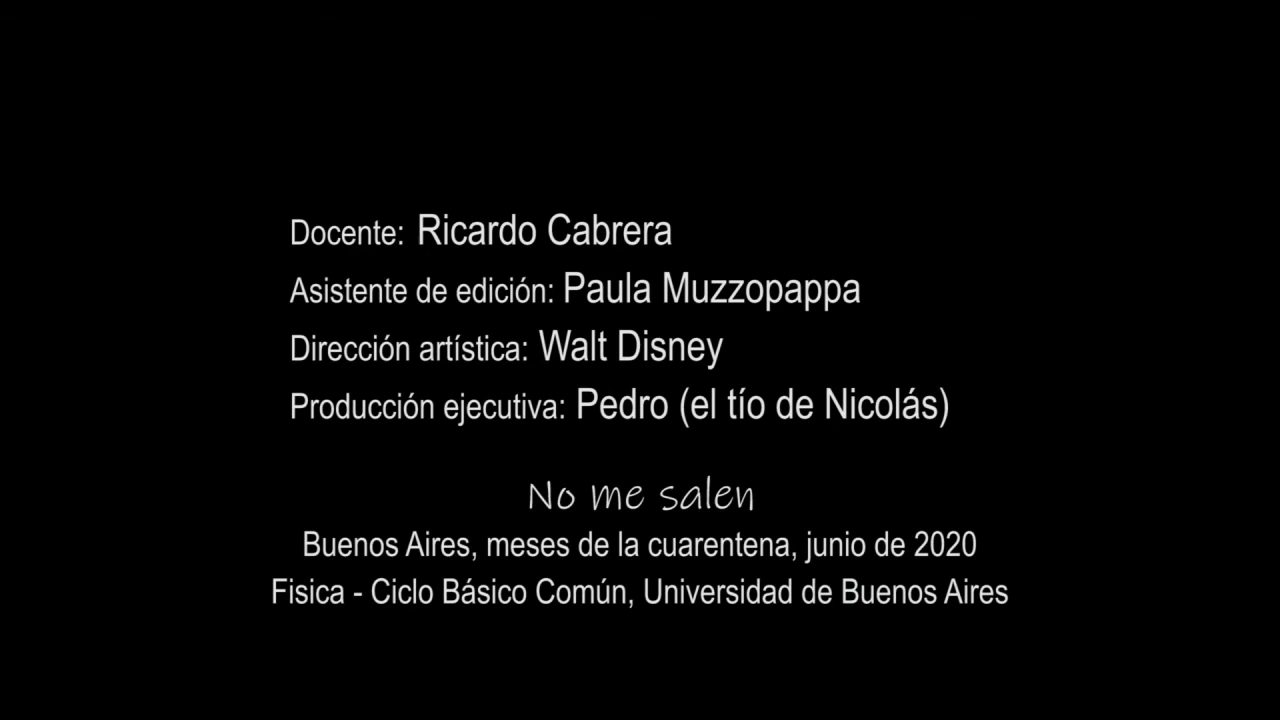 Docente: Ricardo Cabrera
Asistente de edición: Paula Muzzopappa
Dirección artística: Walt Disney
Producción ejecutiva: Pedro (el tío de Nicolás)
No me salen
Buenos Aires, meses de la cuarentena, junio de 2020
Fisica - Ciclo Básico Común, Universidad de Buenos Aires